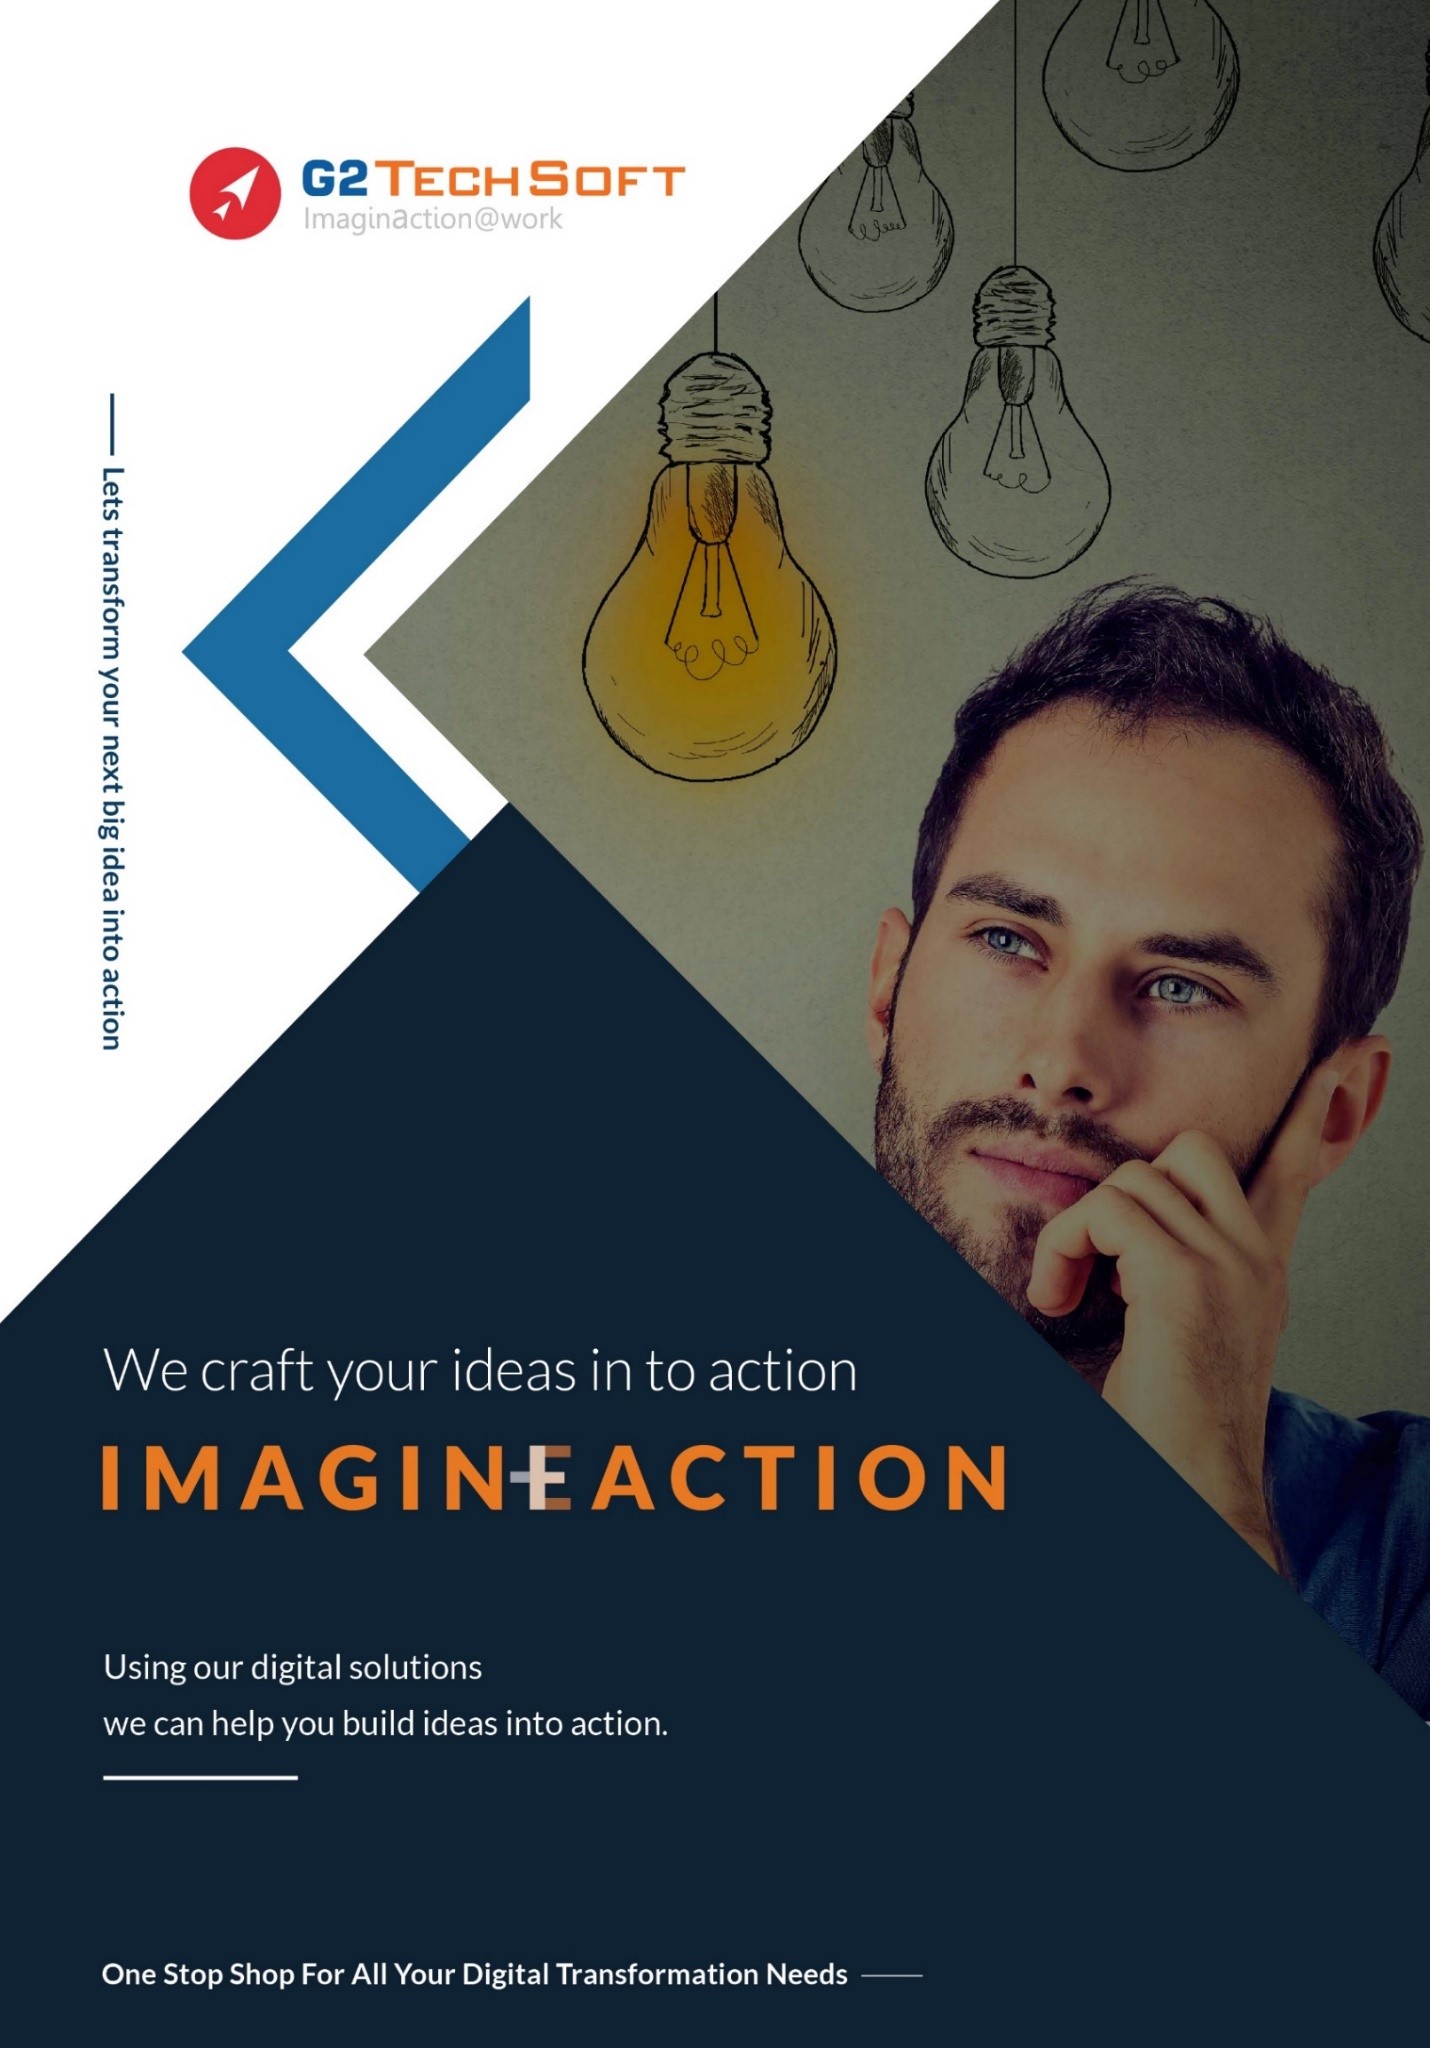 G2 TECHSOFT
Imaginaction@work
Lets transform your next big idea into action
We craft your ideas in to action
IMAGINEACTION
Using our digital solutions
we can help you build ideas into action.
One Stop Shop For All Your Digital Transformation Needs